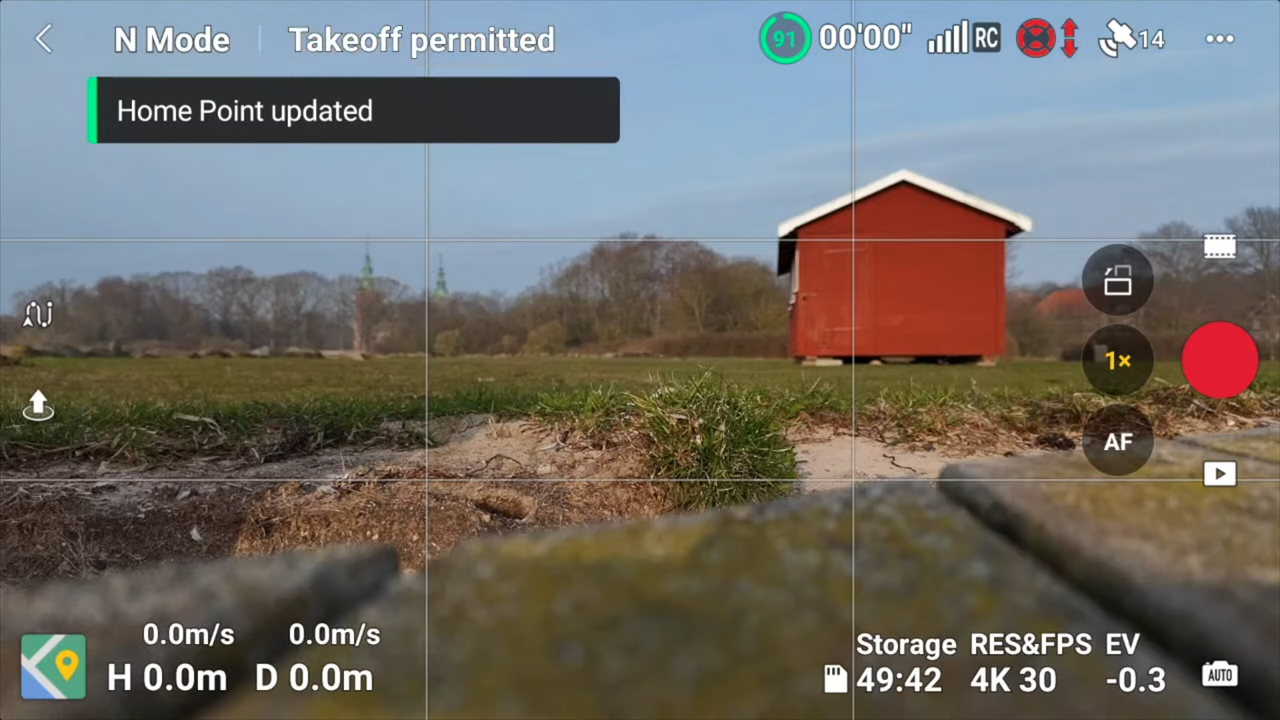 N Mode Takeoff permitted
91 00'00" RC 14
Home Point updated
1×
AF
0.0m/s 0.0m/s
H 0.0m D 0.0m
Storage RES&FPS EV
49:42 4K 30 -0.3
AUTO